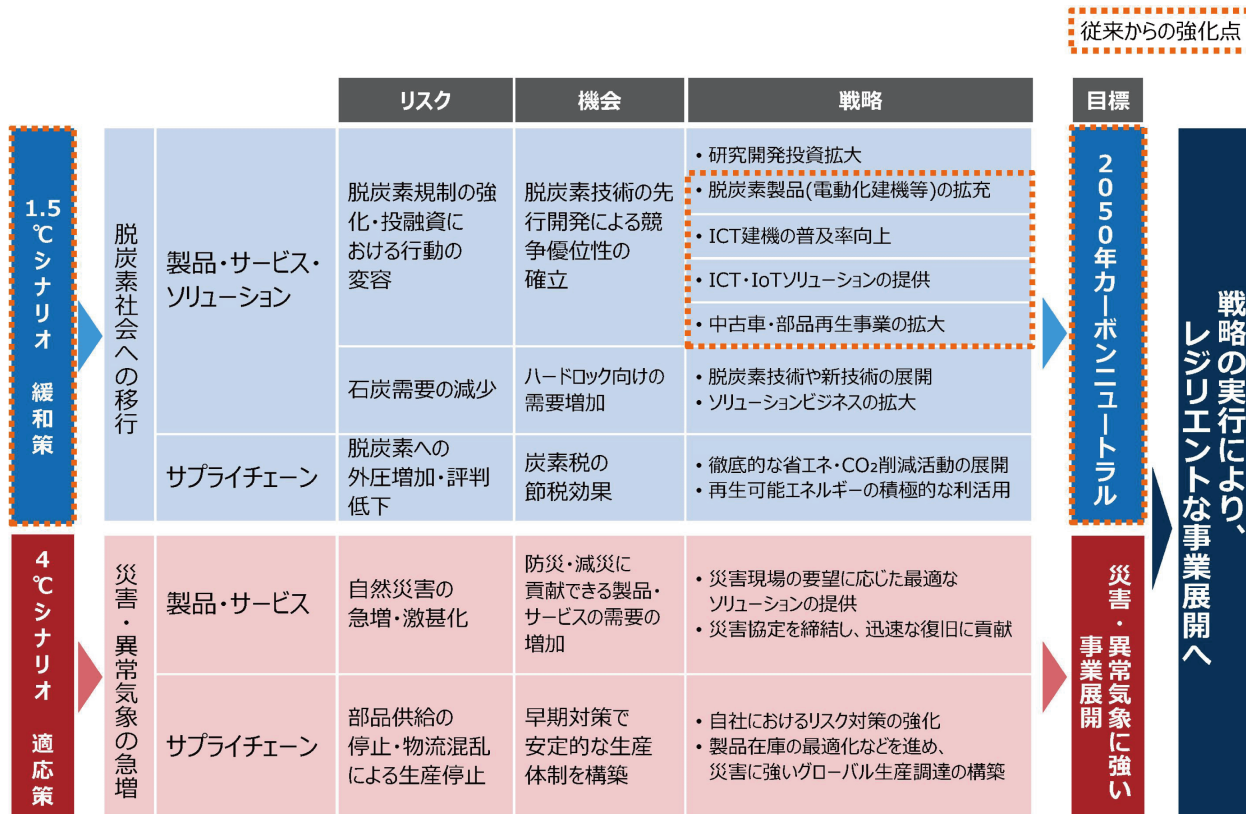 従来からの強化点
リスク
機会
戦略
目標
1.5℃シナリオ 緩和策
脱炭素社会への移行
製品・サービス・
ソリューション
脱炭素規制の強
化・投融資に
おける行動の
変容
脱炭素技術の先
行開発による競
争優位性の
確立
• 研究開発投資拡大
• 脱炭素製品(電動化建機等)の拡充
• ICT建機の普及率向上
• ICT・IoTソリューションの提供
• 中古車・部品再生事業の拡大
石炭需要の減少
ハードロック向けの
需要増加
• 脱炭素技術や新技術の展開
• ソリューションビジネスの拡大
サプライチェーン
脱炭素への
外圧増加・評判
低下
炭素税の
節税効果
• 徹底的な省エネ・CO₂削減活動の展開
• 再生可能エネルギーの積極的な利活用
2050年カーボンニュートラル
4℃シナリオ 適応策
災害・異常気象の急増
製品・サービス
自然災害の
急増・激基化
防災・減災に
貢献できる製品・
サービスの需要の
増加
• 災害現場の要望に応じた最適な
ソリューションの提供
• 災害協定を締結し、迅速な復旧に貢献
サプライチェーン
部品供給の
停止・物流混乱
による生産停止
早期対策で
安定的な生産
体制を構築
• 自社におけるリスク対策の強化
• 製品在庫の最適化などを進め、
災害に強いグローバル生産調達の構築
災害・異常気象に強い
事業展開
戦略の実行により、
レジリエントな事業展開へ